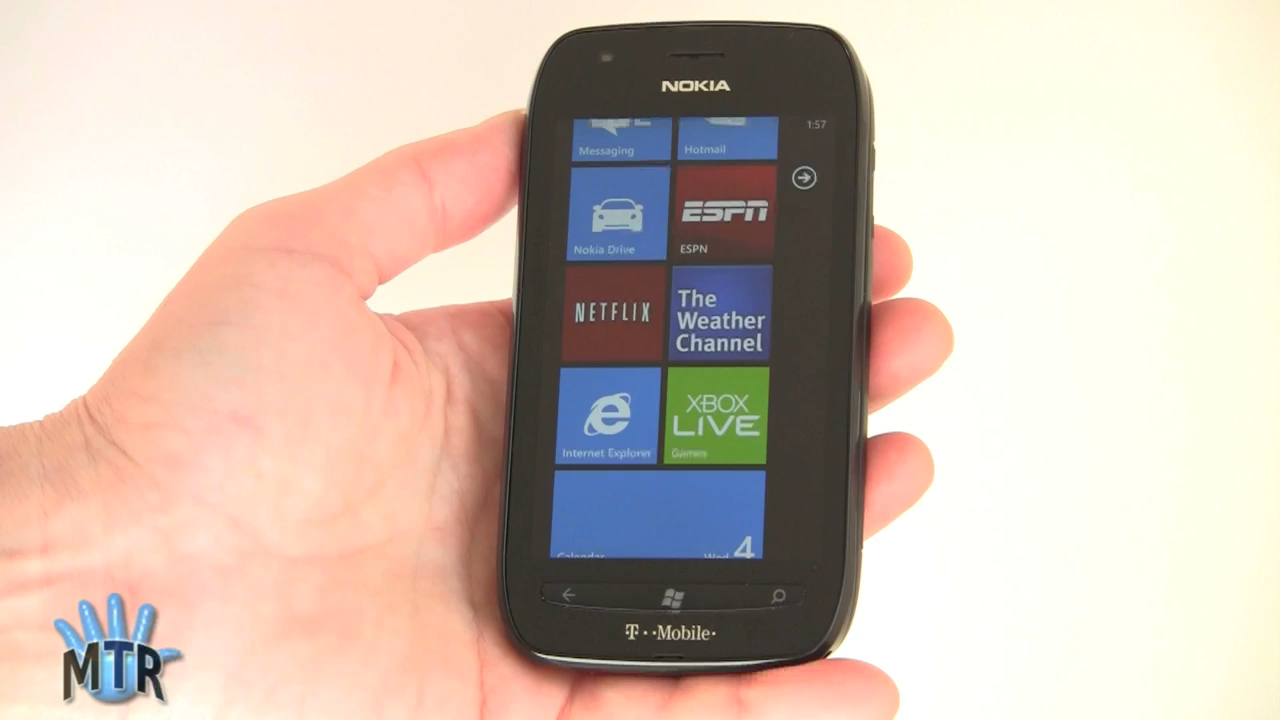 NOKIA
1:57
Messaging
Hotmail
Nokia Drive
ESPN
ESPN
NETFLIX
The
Weather
Channel
Internet Explorer
XBOX
LIVE
Games
Calendar
Wed 4
T··Mobile·
MTR